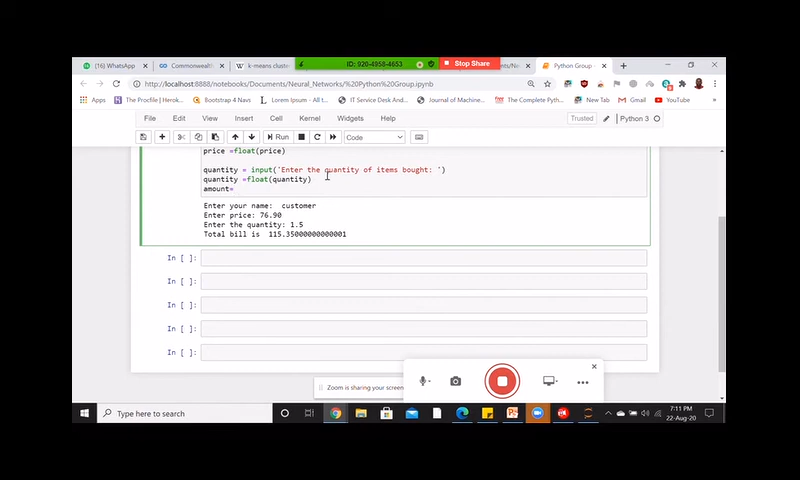 (16) WhatsApp
Commonwealt
k-means cluster
ID: 920-4958-4653
Stop Share
Python Group -
http://localhost:8888/notebooks/Documents/Neural_Networks/%20Python%20Group.ipynb
Apps
The Procfile | Herok...
Bootstrap 4 Navs
Lorem Ipsum - All t...
IT Service Desk And...
Journal of Machine...
The Complete Pyth...
New Tab
Gmail
YouTube
File Edit View Insert Cell Kernel Widgets Help
Trusted
Python 3
Run
Code
price =float(price)
quantity = input('Enter the quantity of items bought: ')
quantity =float(quantity)
amount=
Enter your name:  customer
Enter price: 76.90
Enter the quantity: 1.5
Total bill is  115.35000000000001
In [ ]:
In [ ]:
In [ ]:
In [ ]:
In [ ]:
Zoom is sharing your screen
Type here to search
7:11 PM
22-Aug-20